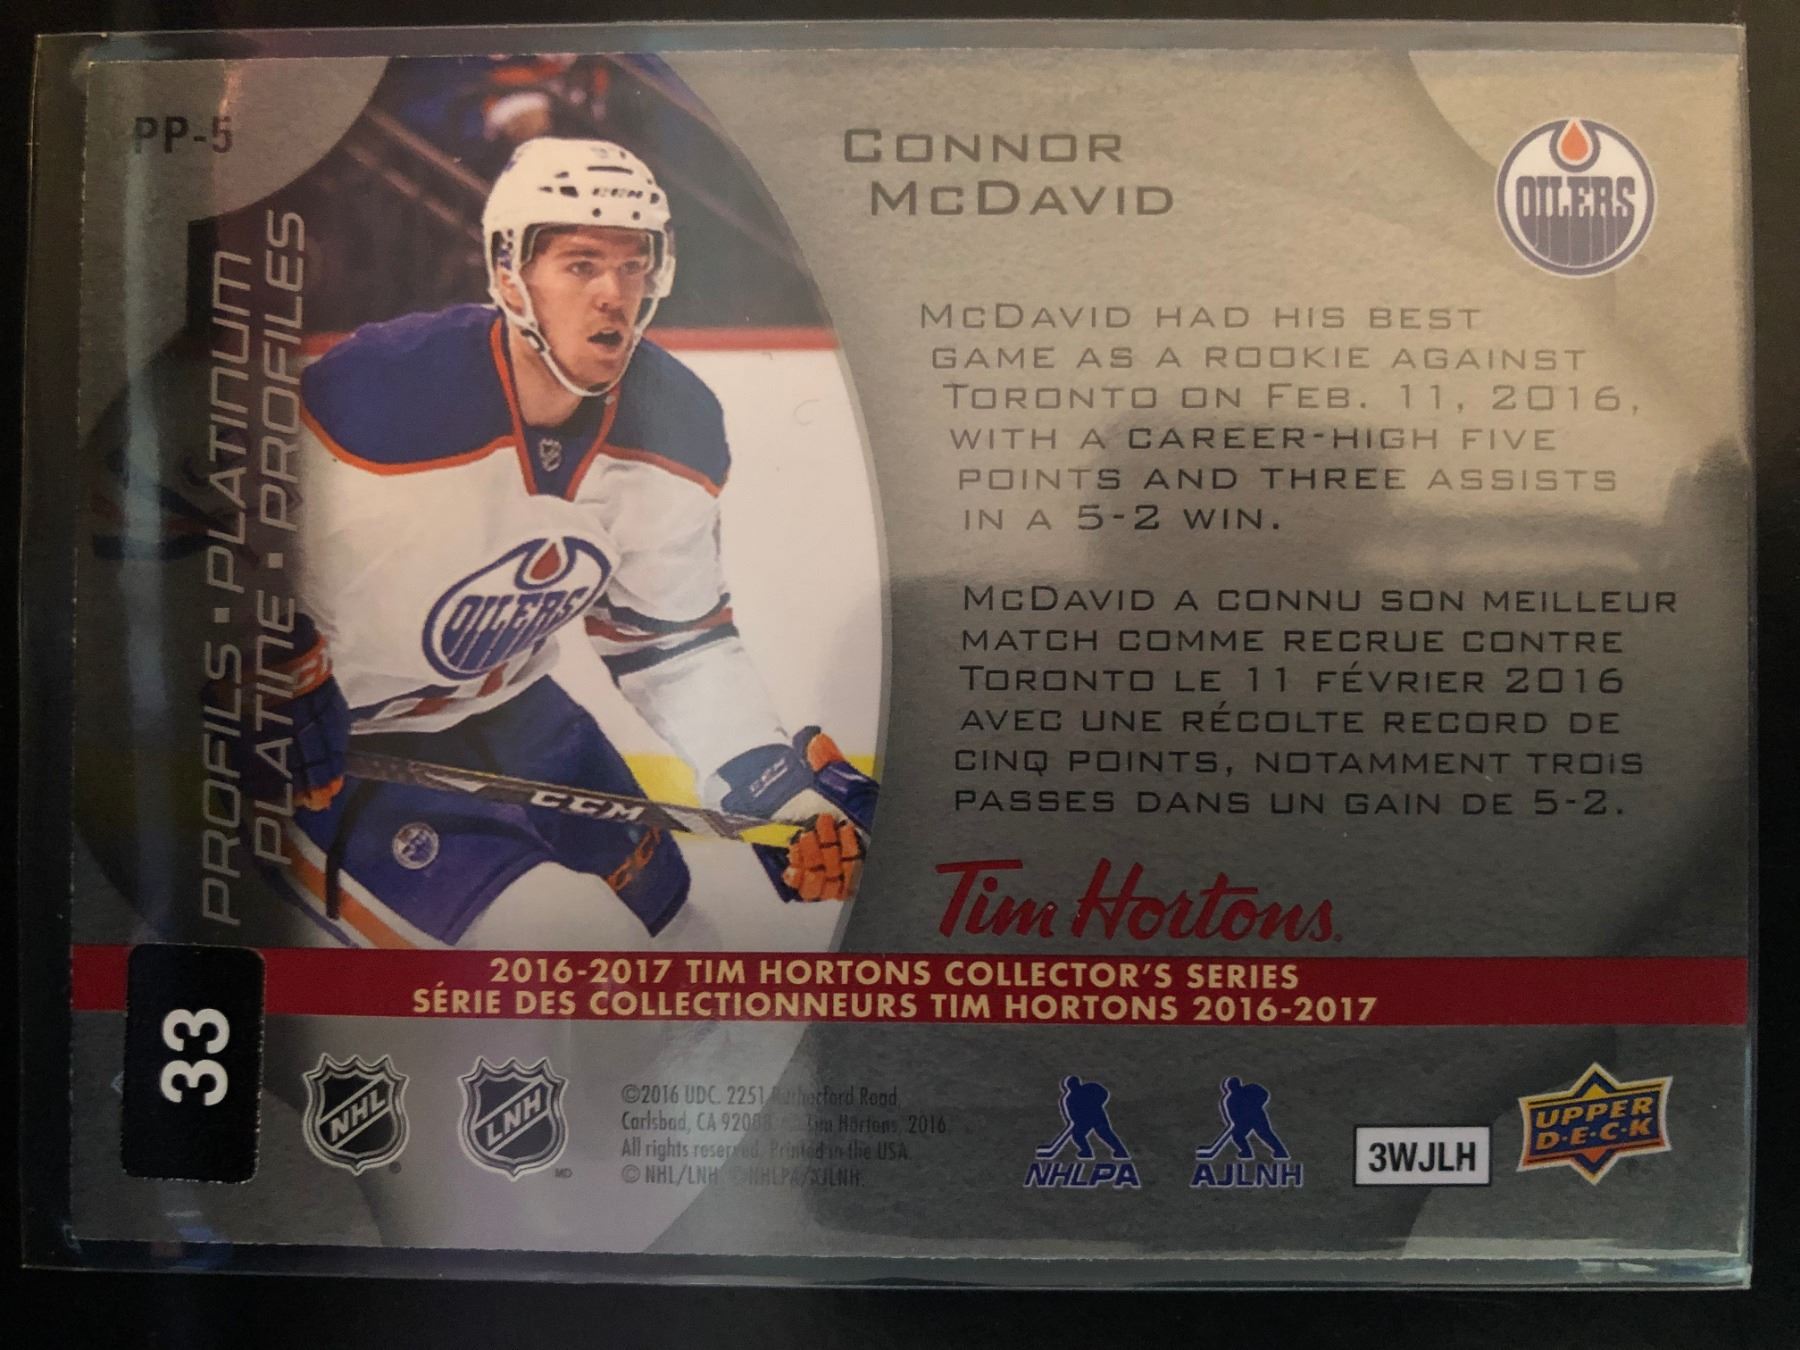 PP-5
PROFILS • PLATINUM
PLATINE • PROFILES
CONNOR
MCDAVID
OILERS
MCDAVID HAD HIS BEST
GAME AS A ROOKIE AGAINST
TORONTO ON FEB. 11, 2016,
WITH A CAREER-HIGH FIVE
POINTS AND THREE ASSISTS
IN A 5-2 WIN.
MCDAVID A CONNU SON MEILLEUR
MATCH COMME RECRUE CONTRE
TORONTO LE 11 FÉVRIER 2016
AVEC UNE RÉCOLTE RECORD DE
CINQ POINTS, NOTAMMENT TROIS
PASSES DANS UN GAIN DE 5-2.
OILERS
CCM
Tim Hortons.
2016-2017 TIM HORTONS COLLECTOR'S SERIES
SÉRIE DES COLLECTIONNEURS TIM HORTONS 2016-2017
33
NHL
LNH
©2016 UDC. 2251 Rutherford Road,
Carlsbad, CA 92008. Tim Hortons, 2016.
All rights reserved. Printed in the USA.
© NHL/LNH. © NHLPA/AJLNH.
NHLPA
AJLNH
3WJLH
UPPER
D•E•C•K